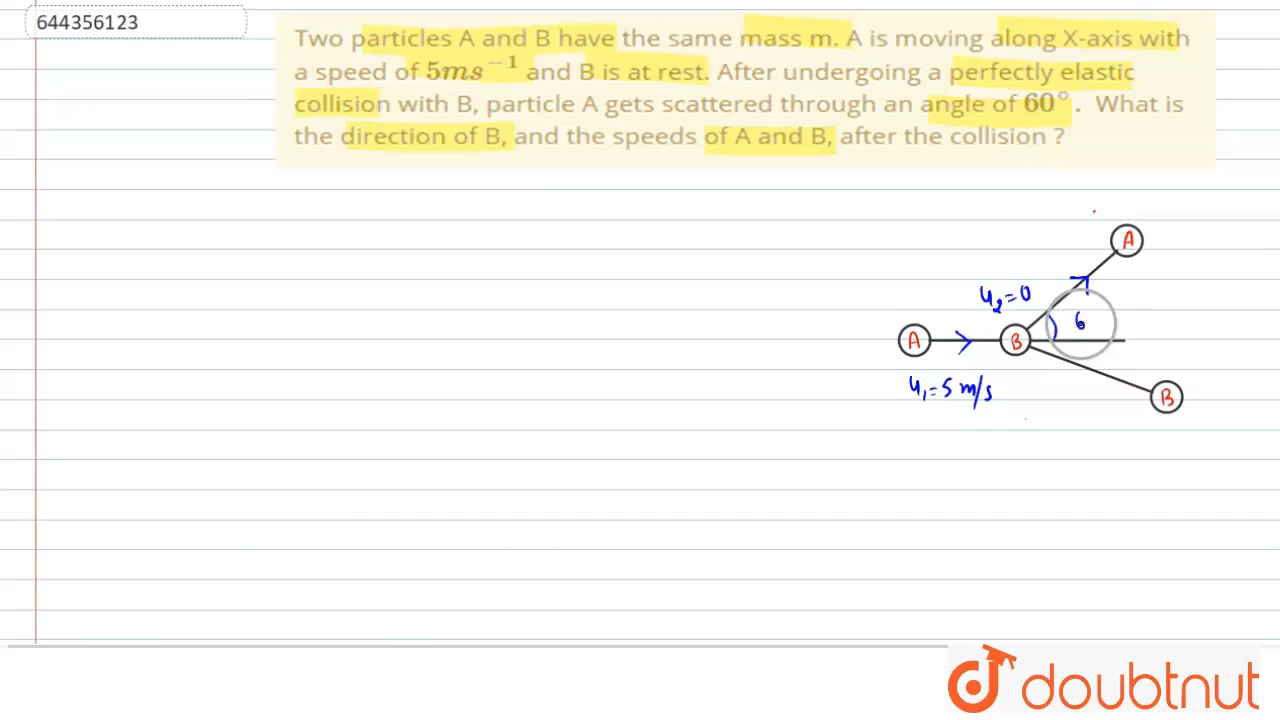 644356123
Two particles A and B have the same mass m. A is moving along X-axis with
a speed of 5ms⁻¹ and B is at rest. After undergoing a perfectly elastic
collision with B, particle A gets scattered through an angle of 60°. What is
the direction of B, and the speeds of A and B, after the collision ?
A
u₂=0
6
A
B
u₁=5 m/s
B
doubtnut